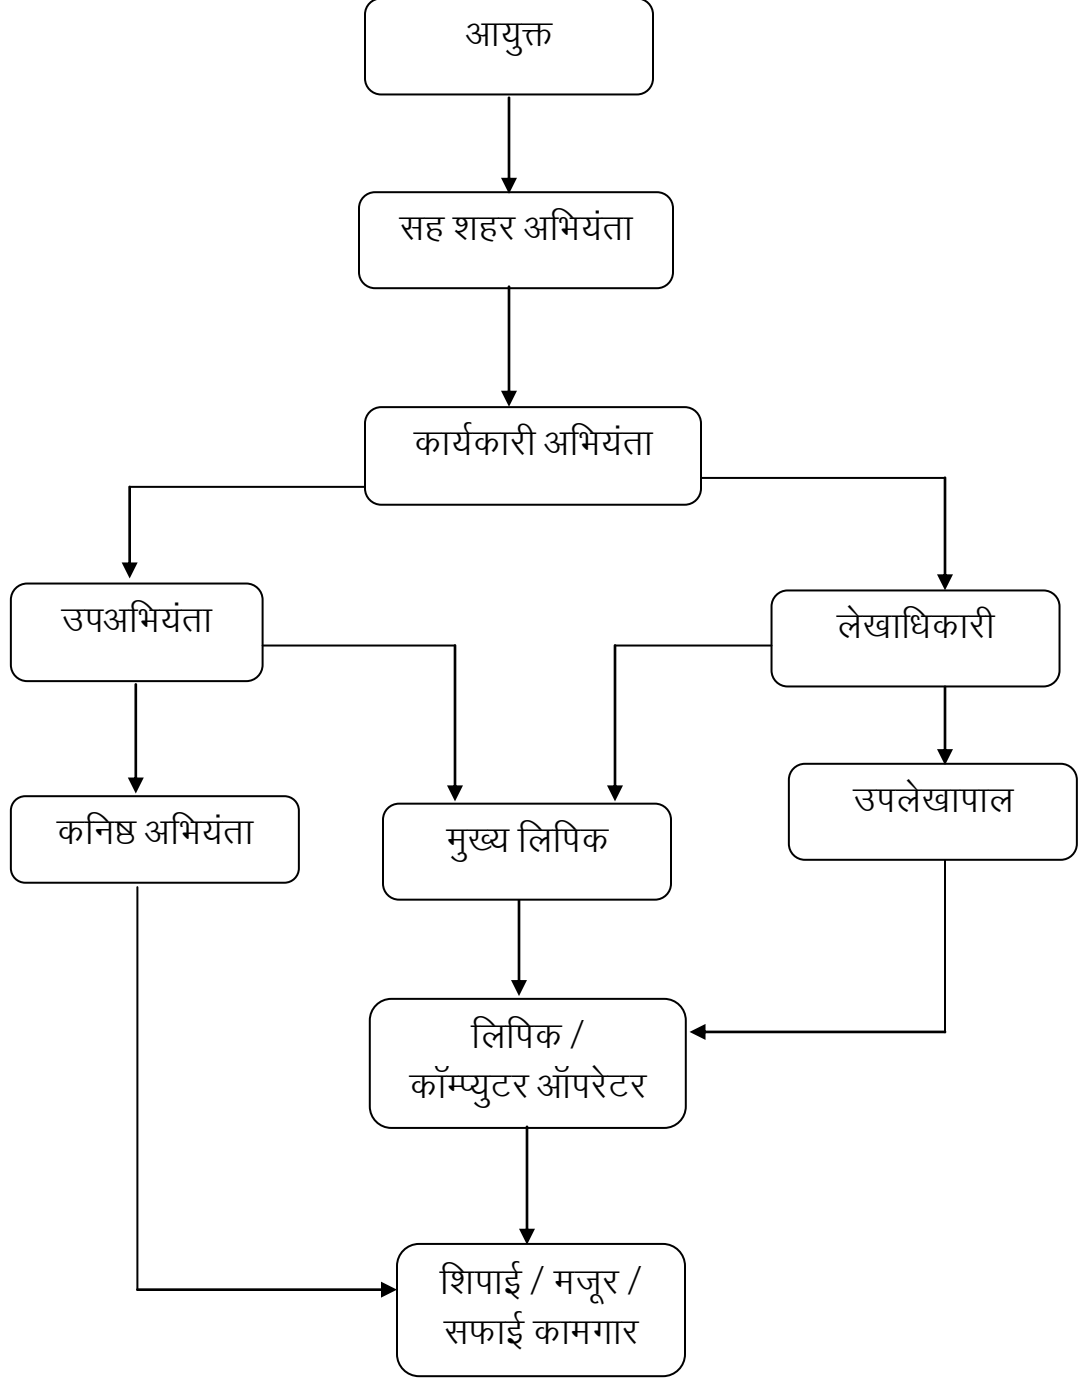 आयुक्त
सह शहर अभियंता
कार्यकारी अभियंता
उपअभियंता
लेखाधिकारी
कनिष्ठ अभियंता
मुख्य लिपिक
उपलेखापाल
लिपिक /
कॉम्प्युटर ऑपरेटर
शिपाई / मजूर /
सफाई कामगार